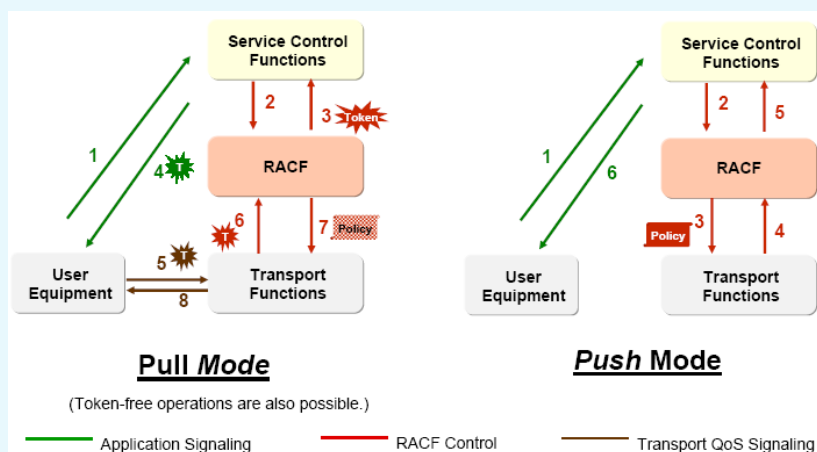 Service Control
Functions
2
3
Token
1
4
T
RACF
6
T
7
Policy
5
T
8
User
Equipment
Transport
Functions
Pull Mode
(Token-free operations are also possible.)
Service Control
Functions
2
5
1
6
RACF
3
Policy
4
User
Equipment
Transport
Functions
Push Mode
Application Signaling
RACF Control
Transport QoS Signaling